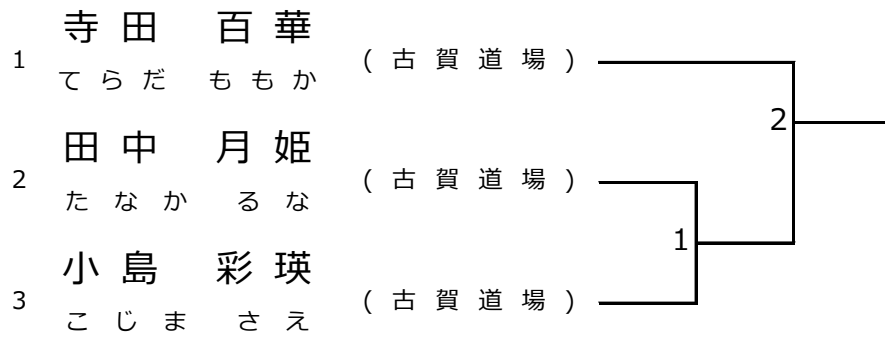 寺田 百華
1 (古賀道場)
てらだ ももか
2
田中 月姫
2 (古賀道場)
たなか るな
1
小島 彩瑛
3 (古賀道場)
こじま さえ